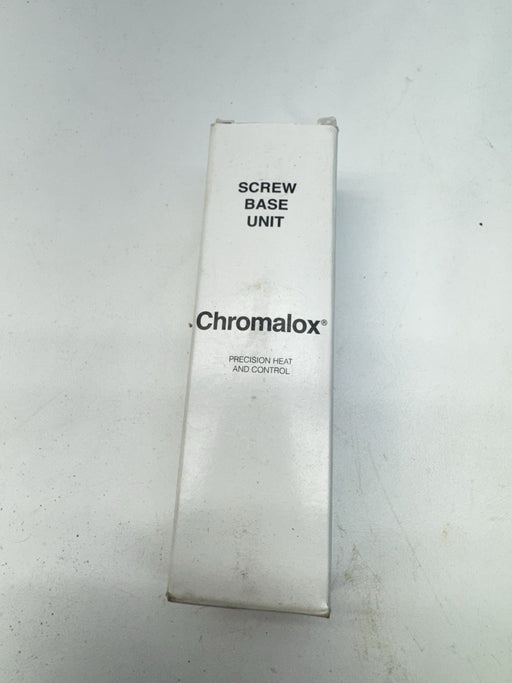 SCREW
BASE
UNIT
Chromalox®
PRECISION HEAT
AND CONTROL